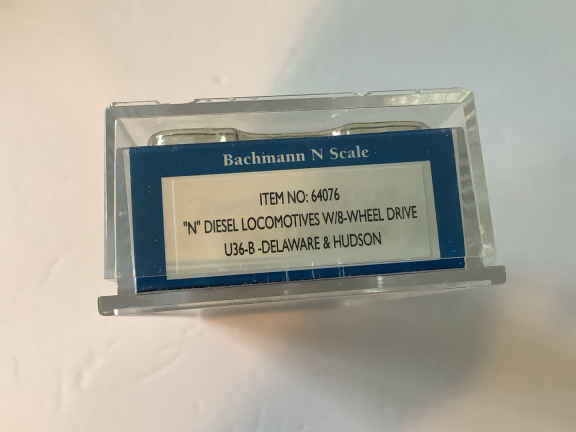 Bachmann N Scale
ITEM NO: 64076
"N" DIESEL LOCOMOTIVES W/8-WHEEL DRIVE
U36-B -DELAWARE & HUDSON